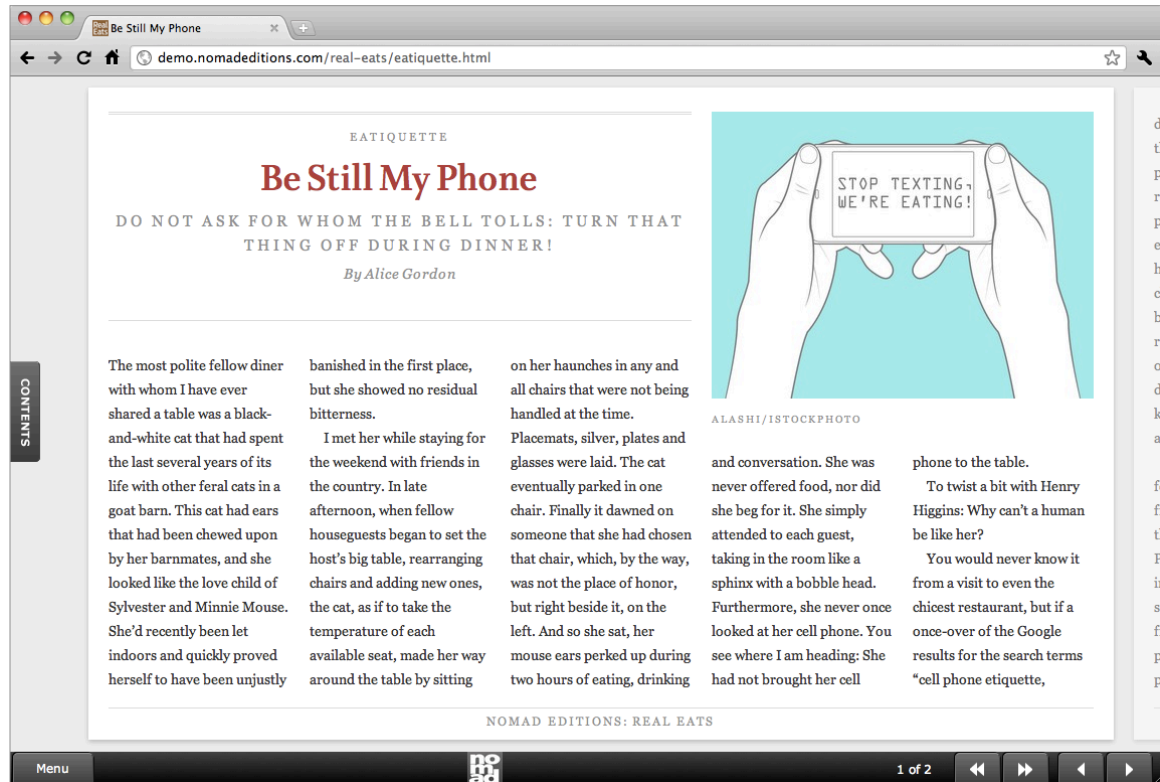 Be Still My Phone
demo.nomadeditions.com/real-eats/eatiquette.html
EATIQUETTE
Be Still My Phone
DO NOT ASK FOR WHOM THE BELL TOLLS: TURN THAT
THING OFF DURING DINNER!
By Alice Gordon
STOP TEXTING,
WE'RE EATING!
ALASHI/ISTOCKPHOTO
CONTENTS
The most polite fellow diner
with whom I have ever
shared a table was a black-
and-white cat that had spent
the last several years of its
life with other feral cats in a
goat barn. This cat had ears
that had been chewed upon
by her barnmates, and she
looked like the love child of
Sylvester and Minnie Mouse.
She'd recently been let
indoors and quickly proved
herself to have been unjustly
banished in the first place,
but she showed no residual
bitterness.
I met her while staying for
the weekend with friends in
the country. In late
afternoon, when fellow
houseguests began to set the
host's big table, rearranging
chairs and adding new ones,
the cat, as if to take the
temperature of each
available seat, made her way
around the table by sitting
on her haunches in any and
all chairs that were not being
handled at the time.
Placemats, silver, plates and
glasses were laid. The cat
eventually parked in one
chair. Finally it dawned on
someone that she had chosen
that chair, which, by the way,
was not the place of honor,
but right beside it, on the
left. And so she sat, her
mouse ears perked up during
two hours of eating, drinking
and conversation. She was
never offered food, nor did
she beg for it. She simply
attended to each guest,
taking in the room like a
sphinx with a bobble head.
Furthermore, she never once
looked at her cell phone. You
see where I am heading: She
had not brought her cell
phone to the table.
To twist a bit with Henry
Higgins: Why can't a human
be like her?
You would never know it
from a visit to even the
chicest restaurant, but if a
once-over of the Google
results for the search terms
“cell phone etiquette,
NOMAD EDITIONS: REAL EATS
Menu
nomad
1 of 2